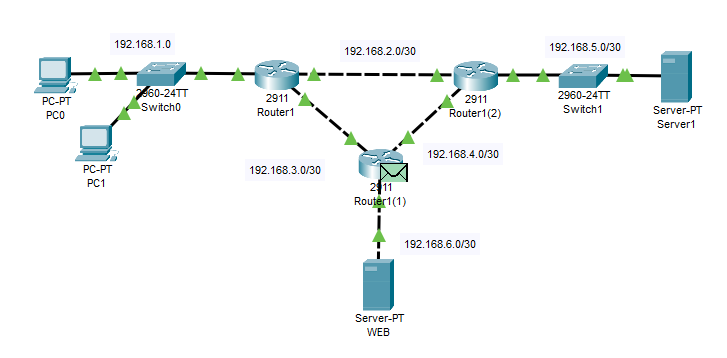 192.168.1.0
192.168.2.0/30
192.168.5.0/30
PC-PT
PC0
2960-24TT
Switch0
2911
Router1
2911
Router1(2)
2960-24TT
Switch1
Server-PT
Server1
PC-PT
PC1
192.168.3.0/30
192.168.4.0/30
2911
Router1(1)
192.168.6.0/30
Server-PT
WEB